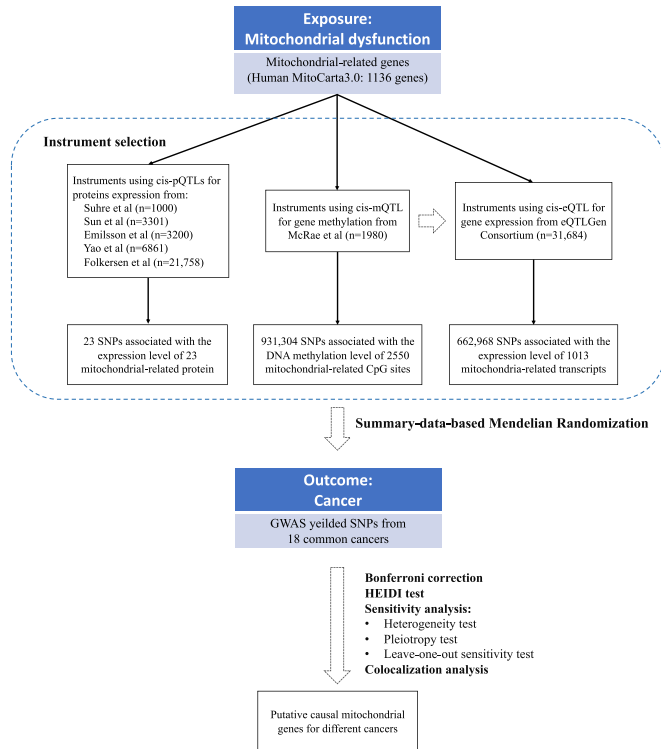 Exposure:
Mitochondrial dysfunction
Mitochondrial-related genes
(Human MitoCarta3.0: 1136 genes)
Instrument selection
Instruments using cis-pQTLs for
proteins expression from:
Suhre et al (n=1000)
Sun et al (n=3301)
Emilsson et al (n=3200)
Yao et al (n=6861)
Folkersen et al (n=21,758)
Instruments using cis-mQTL
for gene methylation from
McRae et al (n=1980)
Instruments using cis-eQTL for
gene expression from eQTLGen
Consortium (n=31,684)
23 SNPs associated with the
expression level of 23
mitochondrial-related protein
931,304 SNPs associated with the
DNA methylation level of 2550
mitochondrial-related CpG sites
662,968 SNPs associated with the
expression level of 1013
mitochondria-related transcripts
Summary-data-based Mendelian Randomization
Outcome:
Cancer
GWAS yeilded SNPs from
18 common cancers
Bonferroni correction
HEIDI test
Sensitivity analysis:
• Heterogeneity test
• Pleiotropy test
• Leave-one-out sensitivity test
Colocalization analysis
Putative causal mitochondrial
genes for different cancers